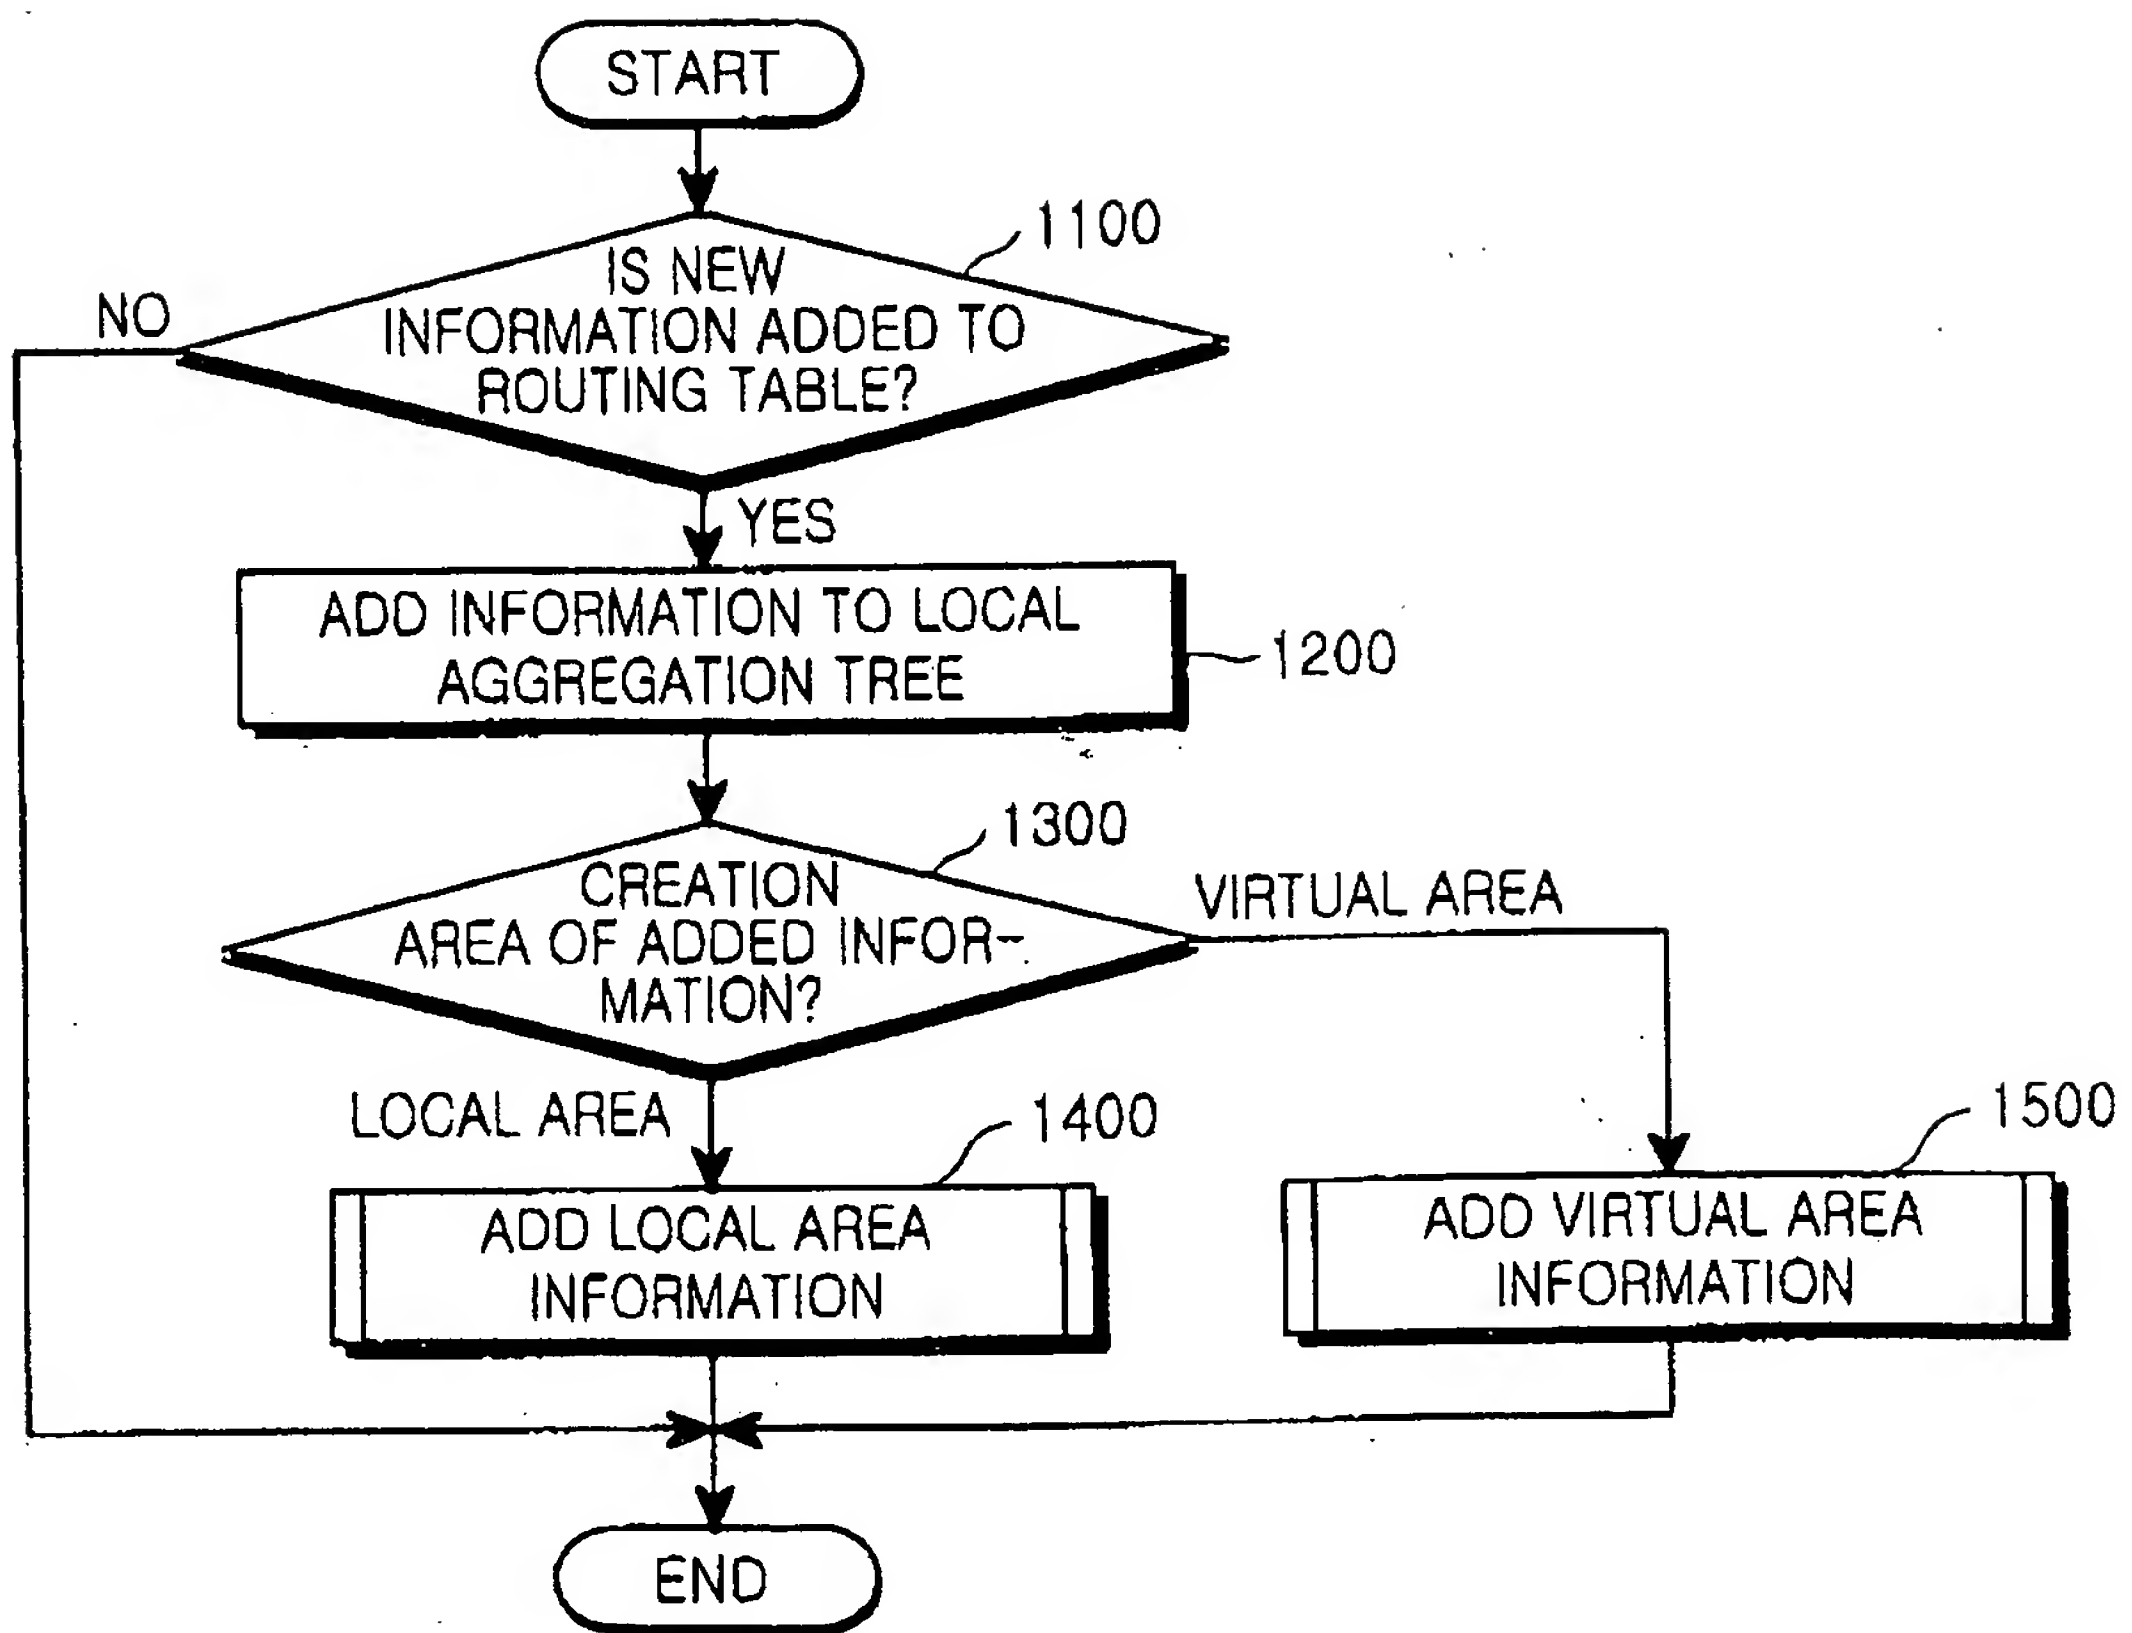 START
1100
IS NEW
NO
INFORMATION ADDED TO
ROUTING TABLE?
YES
ADD INFORMATION TO LOCAL
AGGREGATION TREE
1200
1300
CREATION
VIRTUAL AREA
AREA OF ADDED INFOR-
MATION?
LOCAL AREA
1400
1500
ADD LOCAL AREA
INFORMATION
ADD VIRTUAL AREA
INFORMATION
END